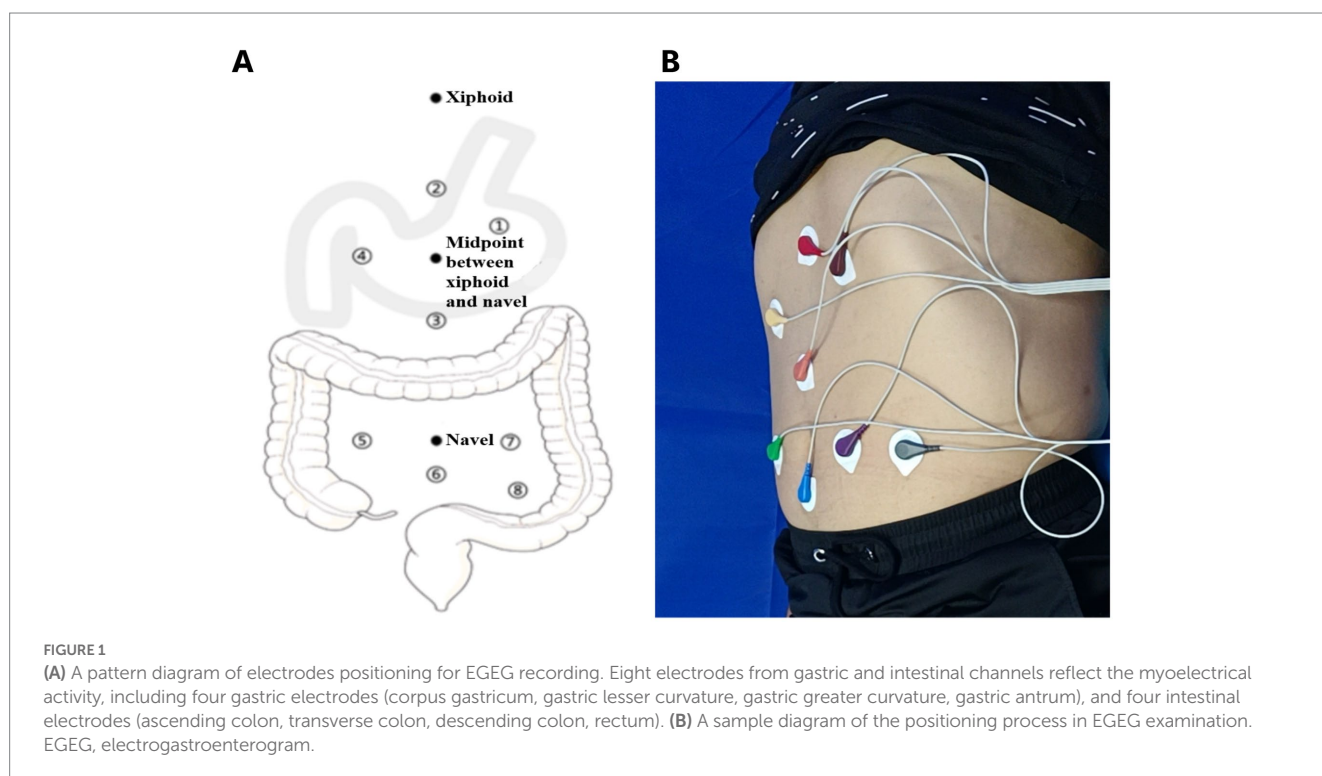 A
B
Xiphoid
②
①
④
Midpoint
between
xiphoid
and navel
③
⑤
Navel ⑦
⑥
⑧
FIGURE 1
(A) A pattern diagram of electrodes positioning for EGEG recording. Eight electrodes from gastric and intestinal channels reflect the myoelectrical
activity, including four gastric electrodes (corpus gastricum, gastric lesser curvature, gastric greater curvature, gastric antrum), and four intestinal
electrodes (ascending colon, transverse colon, descending colon, rectum). (B) A sample diagram of the positioning process in EGEG examination.
EGEG, electrogastroenterogram.